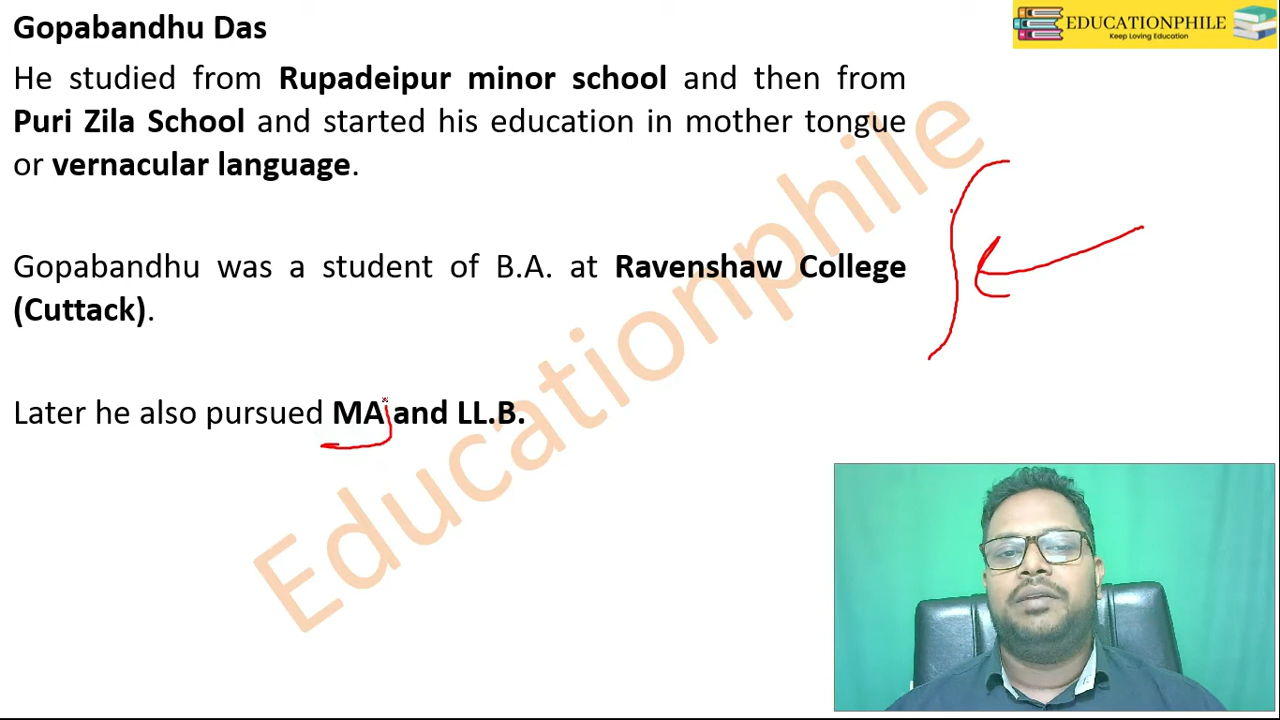 Gopabandhu Das
EDUCATIONPHILE
Keep Loving Education
He studied from Rupadeipur minor school and then from
Puri Zila School and started his education in mother tongue
or vernacular language.
Gopabandhu was a student of B.A. at Ravenshaw College
(Cuttack).
Later he also pursued MA and LL.B.
Educationphile